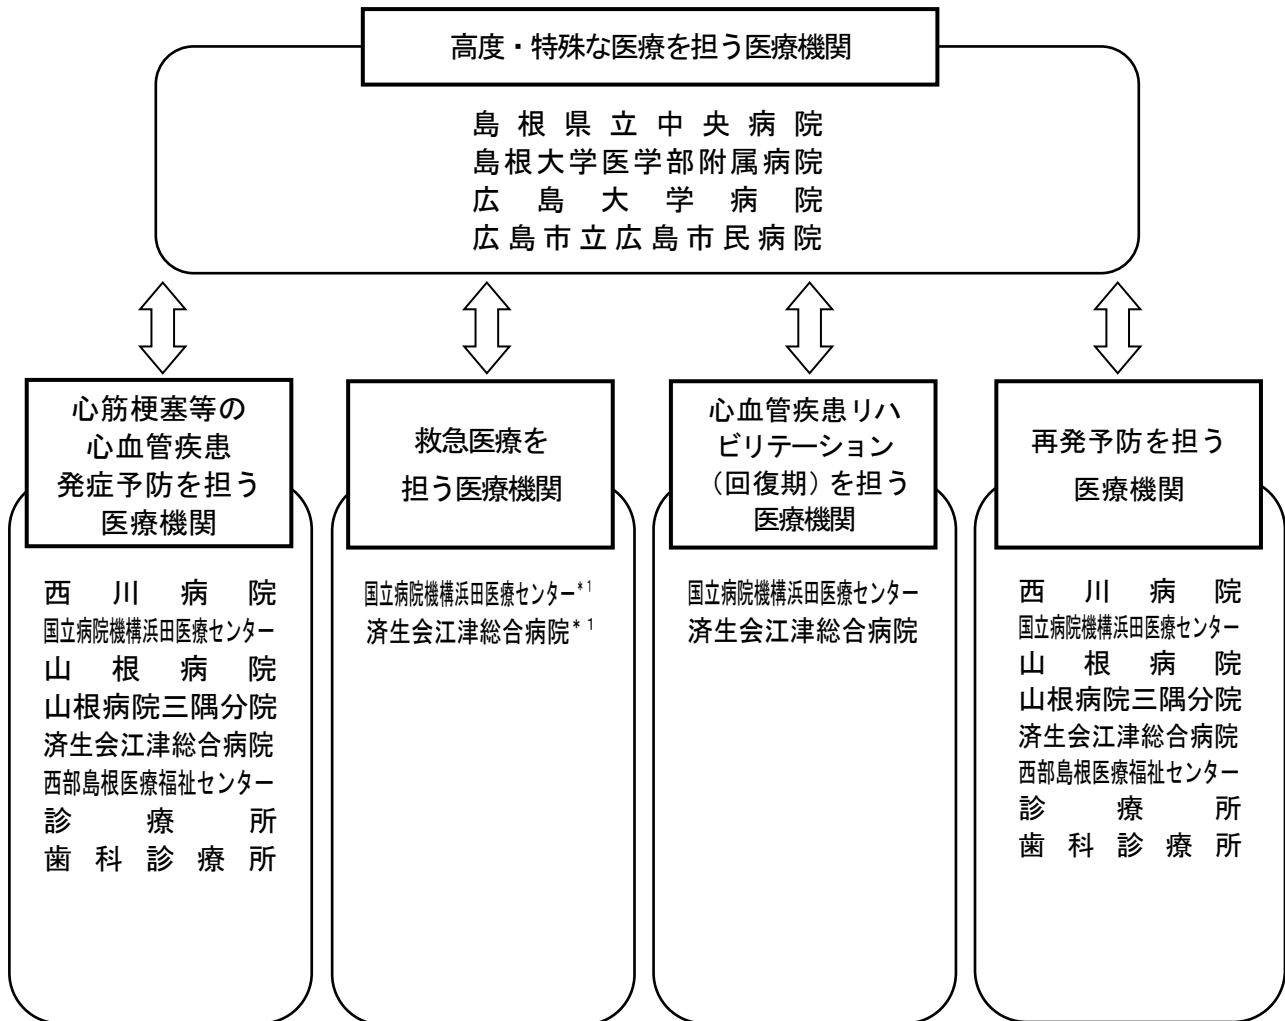 高度・特殊な医療を担う医療機関
島根県立中央病院
島根大学医学部附属病院
広島大学病院
広島市立広島市民病院
心筋梗塞等の
心血管疾患
発症予防を担う
医療機関
西川病院
国立病院機構浜田医療センター
山根病院
山根病院三隅分院
済生会江津総合病院
西部島根医療福祉センター
診療所
歯科診療所
救急医療を
担う医療機関
国立病院機構浜田医療センター*1
済生会江津総合病院*1
心血管疾患リハ
ビリテーション
（回復期）を担う
医療機関
国立病院機構浜田医療センター
済生会江津総合病院
再発予防を担う
医療機関
西川病院
国立病院機構浜田医療センター
山根病院
山根病院三隅分院
済生会江津総合病院
西部島根医療福祉センター
診療所
歯科診療所